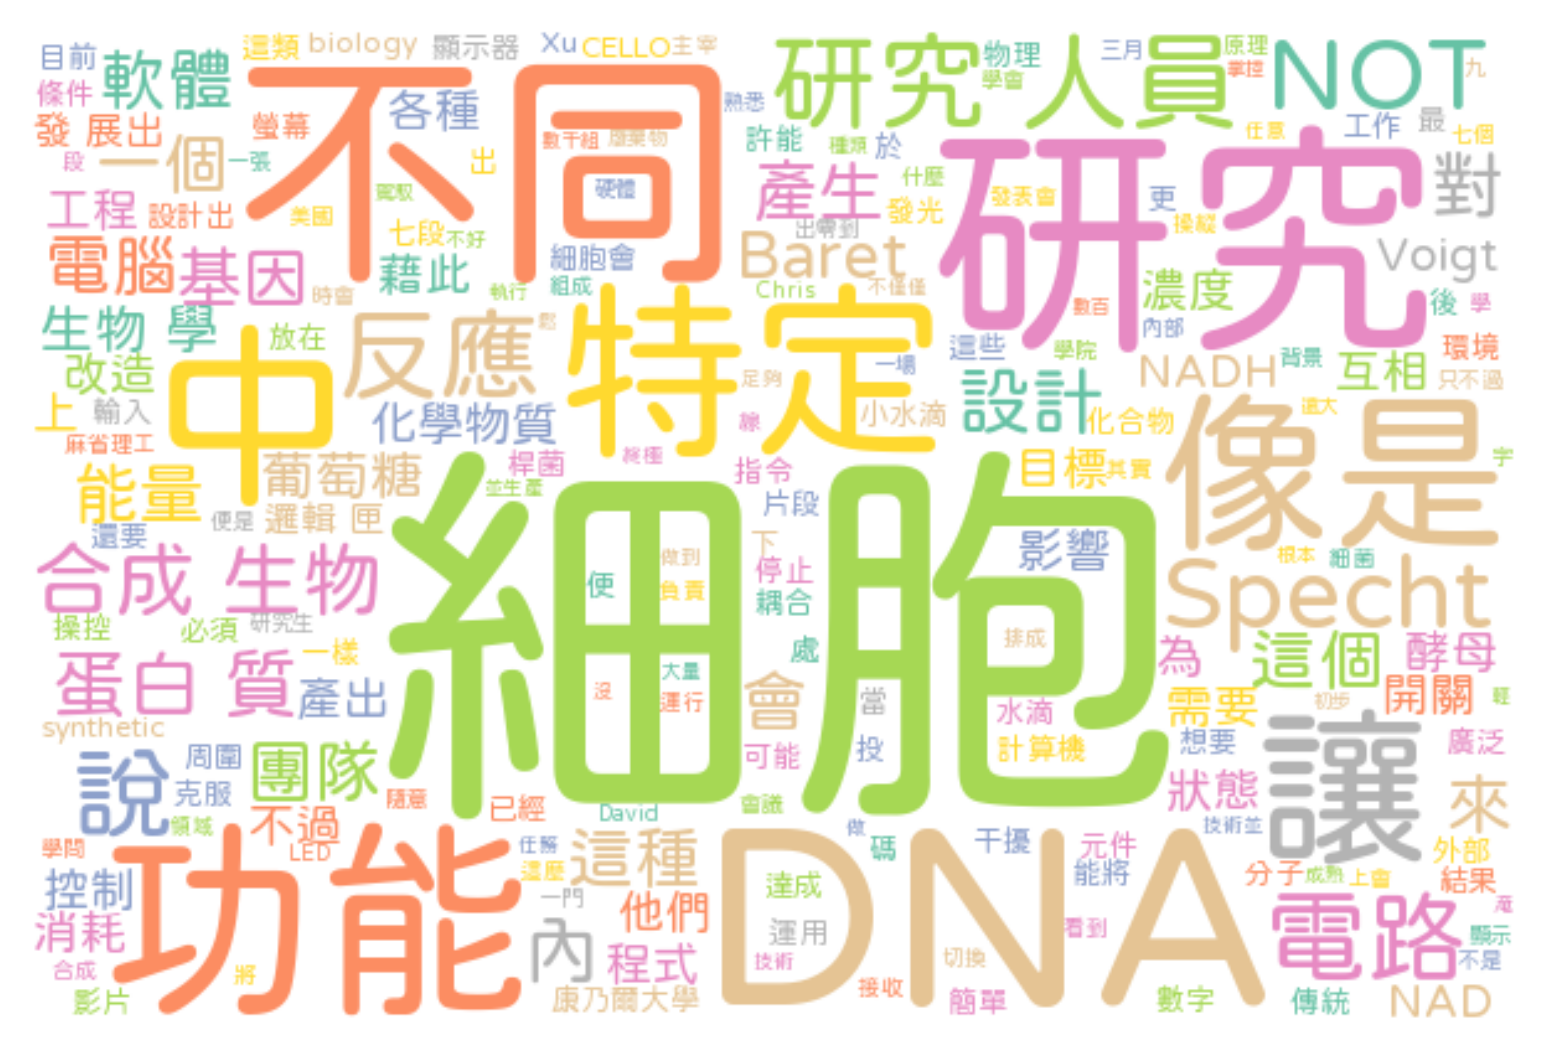 目前
軟體
這類
biology
顯示器
Xu
CELLO
主宰
研究人員
物理
三月
原理
NOT
九
條件
不同
各種
熟悉
學會
掌控
發 展出
螢幕
數千組
許能
種類
於
任意
工作
最
七個
段
一個
一張
出
研究
對
工程
設計出
美國
駕馭
硬體
產生
什麼
發光
發表會
更
操縱
七段
不好
細胞會
出零到
Baret
Voigt
電腦
基因
時會
藉此
執行
組成
Chris
不僅僅
數百
濃度
內部
後
學
生物 學
放在
反應
鬆
特定
一場
這些
學院
NADH
背景
互相
環境
只不過
改造
中
足夠
上
輸入
化學物質
線
小水滴
設計
化合物
遠大
像是
麻省理工
葡萄糖
桿菌
終極
指令
目標
其實
字
能量
並生產
片段
邏輯 匣
便是
還要
細胞
做到
下
影響
根本
細菌
合成 生物
便
負責
停止
耦合
Specht
操控
必須
研究生
排成
一樣
處
為
這個
酵母
蛋白 質
產出
沒
大量
運行
會
當
水滴
需要
初步
開關
輕
synthetic
說
周圍
團隊
可能
投
計算機
想要
讓
廣泛
克服
隨意
已經
David
會議
狀態
來
領域
不過
做
技術並
學問
LED
功能
任務
這麼
這種
碼
干擾
元件
能將
外部
控制
一門
DNA
達成
分子
成熟
上會
結果
消耗
內
他們
運用
看到
電路
顯示
合成
將
程式
技術
切換
不是
影片
康乃爾大學
接收
簡單
數字
傳統
NAD